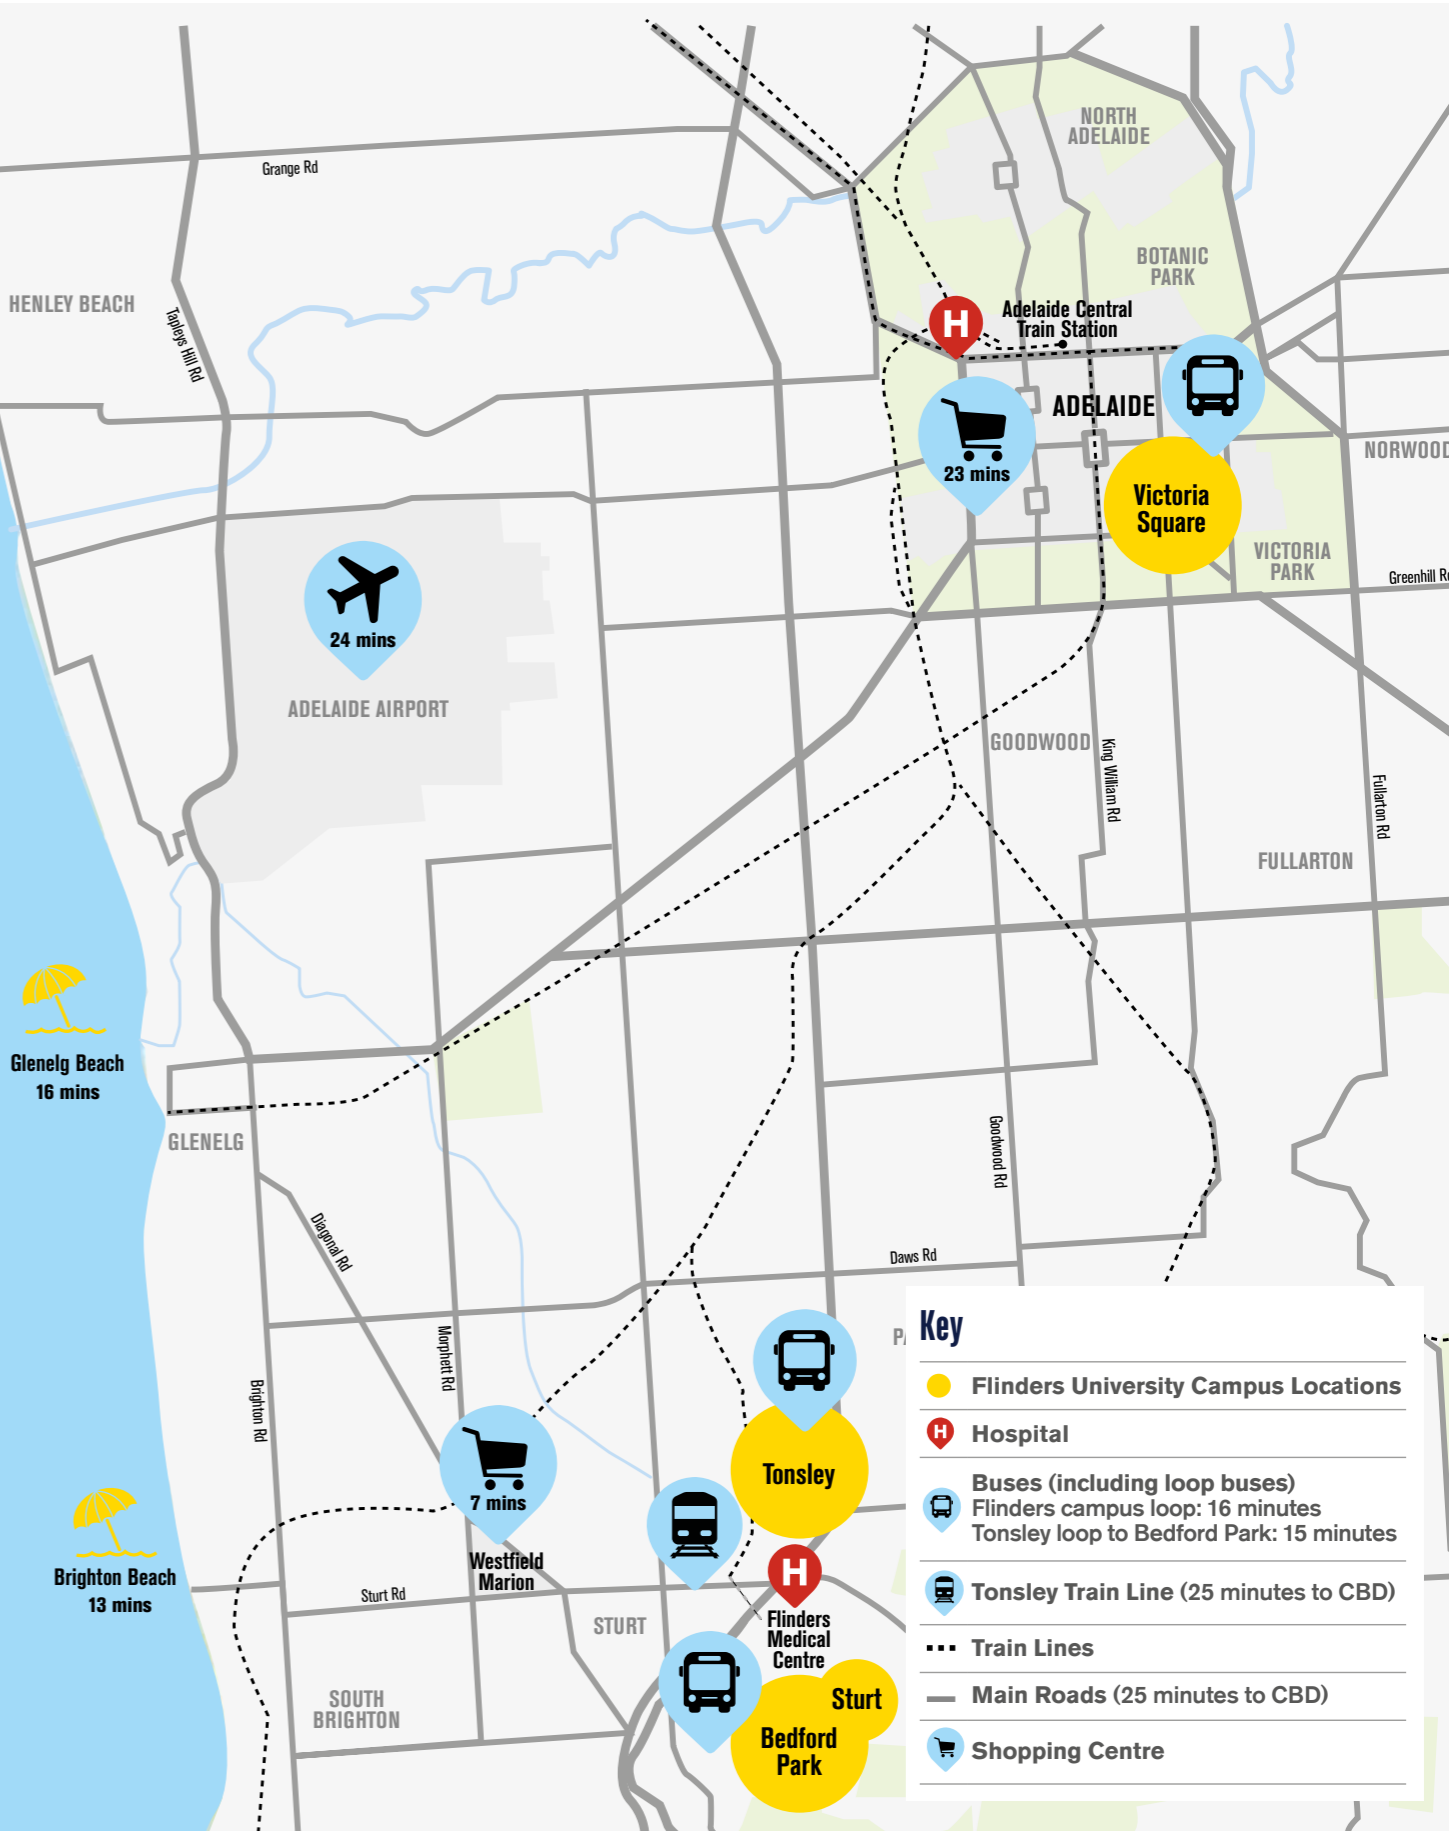 NORTH
ADELAIDE
Grange Rd
BOTANIC
PARK
HENLEY BEACH
Tapleys Hill Rd
H
Adelaide Central
Train Station
ADELAIDE
NORWOOD
23 mins
Victoria
Square
VICTORIA
PARK
Greenhill R
24 mins
ADELAIDE AIRPORT
GOODWOOD
King William Rd
Fullarton Rd
FULLARTON
Glenelg Beach
16 mins
GLENELG
Goodwood Rd
Diagonal Rd
Daws Rd
Morphett Rd
Brighton Rd
PA
Tonsley
7 mins
Westfield
Marion
Brighton Beach
13 mins
Sturt Rd
H
Flinders
Medical
Centre
STURT
SOUTH
BRIGHTON
Sturt
Bedford
Park
Key
Flinders University Campus Locations
H Hospital
Buses (including loop buses)
Flinders campus loop: 16 minutes
Tonsley loop to Bedford Park: 15 minutes
Tonsley Train Line (25 minutes to CBD)
Train Lines
Main Roads (25 minutes to CBD)
Shopping Centre